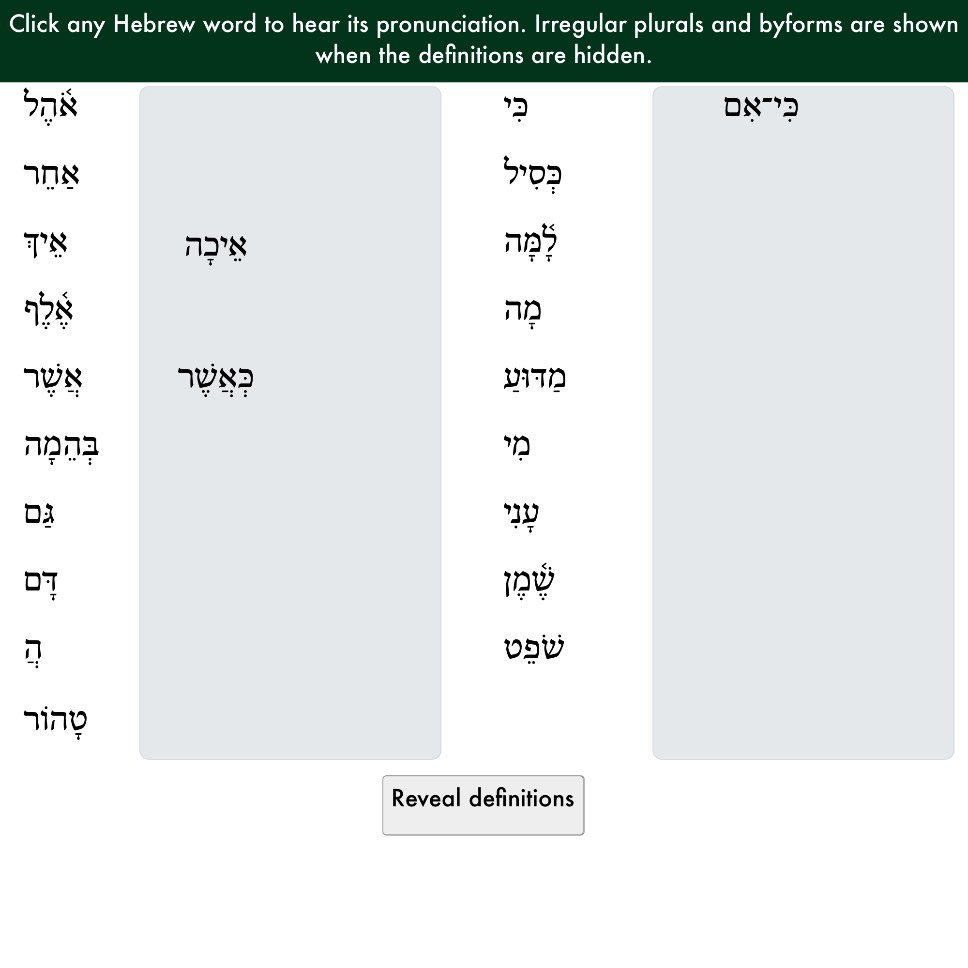 Click any Hebrew word to hear its pronunciation. Irregular plurals and byforms are shown
when the definitions are hidden.
אֹ֫הֶל
אַחֵר
אֵיךְ אֵיכָה
אֶ֫לֶף
אֲשֶׁר כְּאֲשֶׁר
בְּהֵמָה
גַּם
דָּם
הֲ
טָהוֹר
כִּי כִּי־אִם
כְּסִיל
לָ֫מָּה
מָה
מַדּוּעַ
מִי
עָנִי
שֶׁ֫מֶן
שֹׁפֵט
Reveal definitions